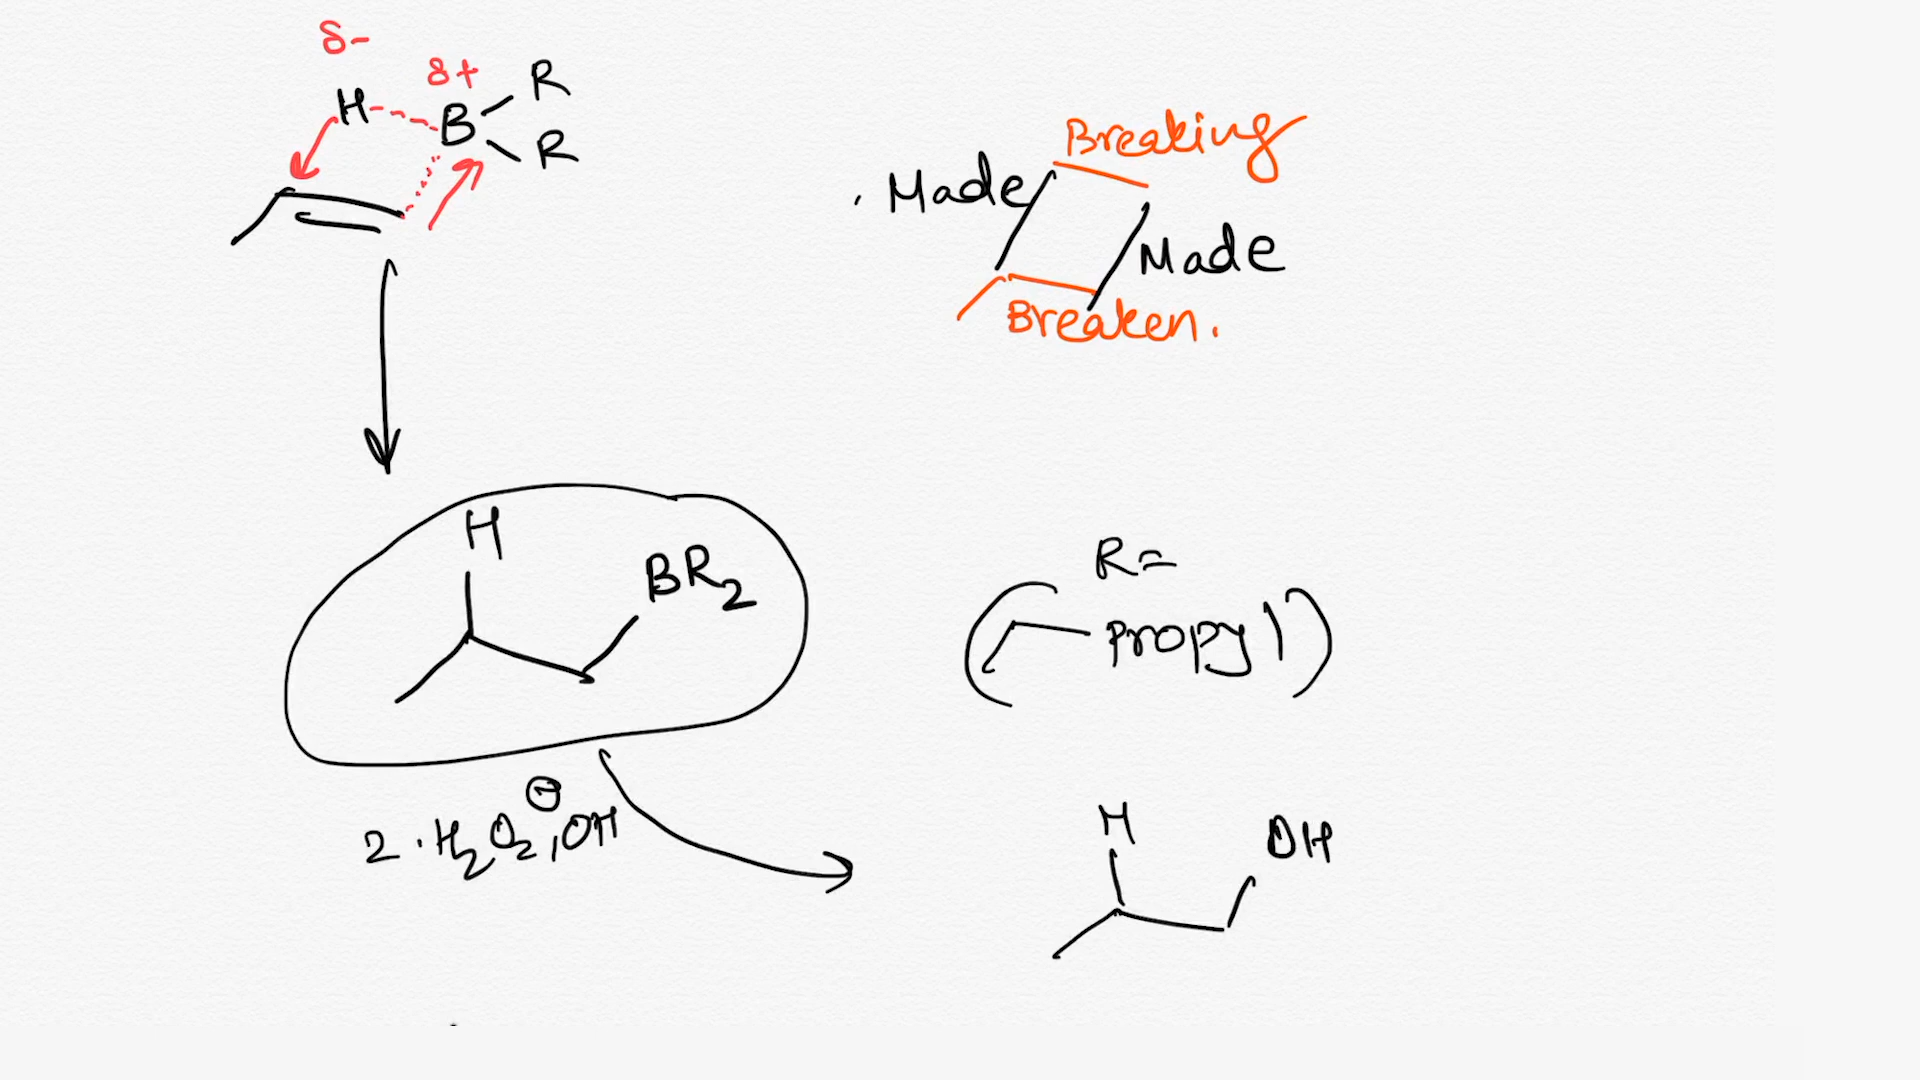 δ-
δ+
H
B
R
R
Breaking
Made
Made
Breaken.
H
BR2
R=
Propyl
2. H2O2, ⊖OH
H
OH